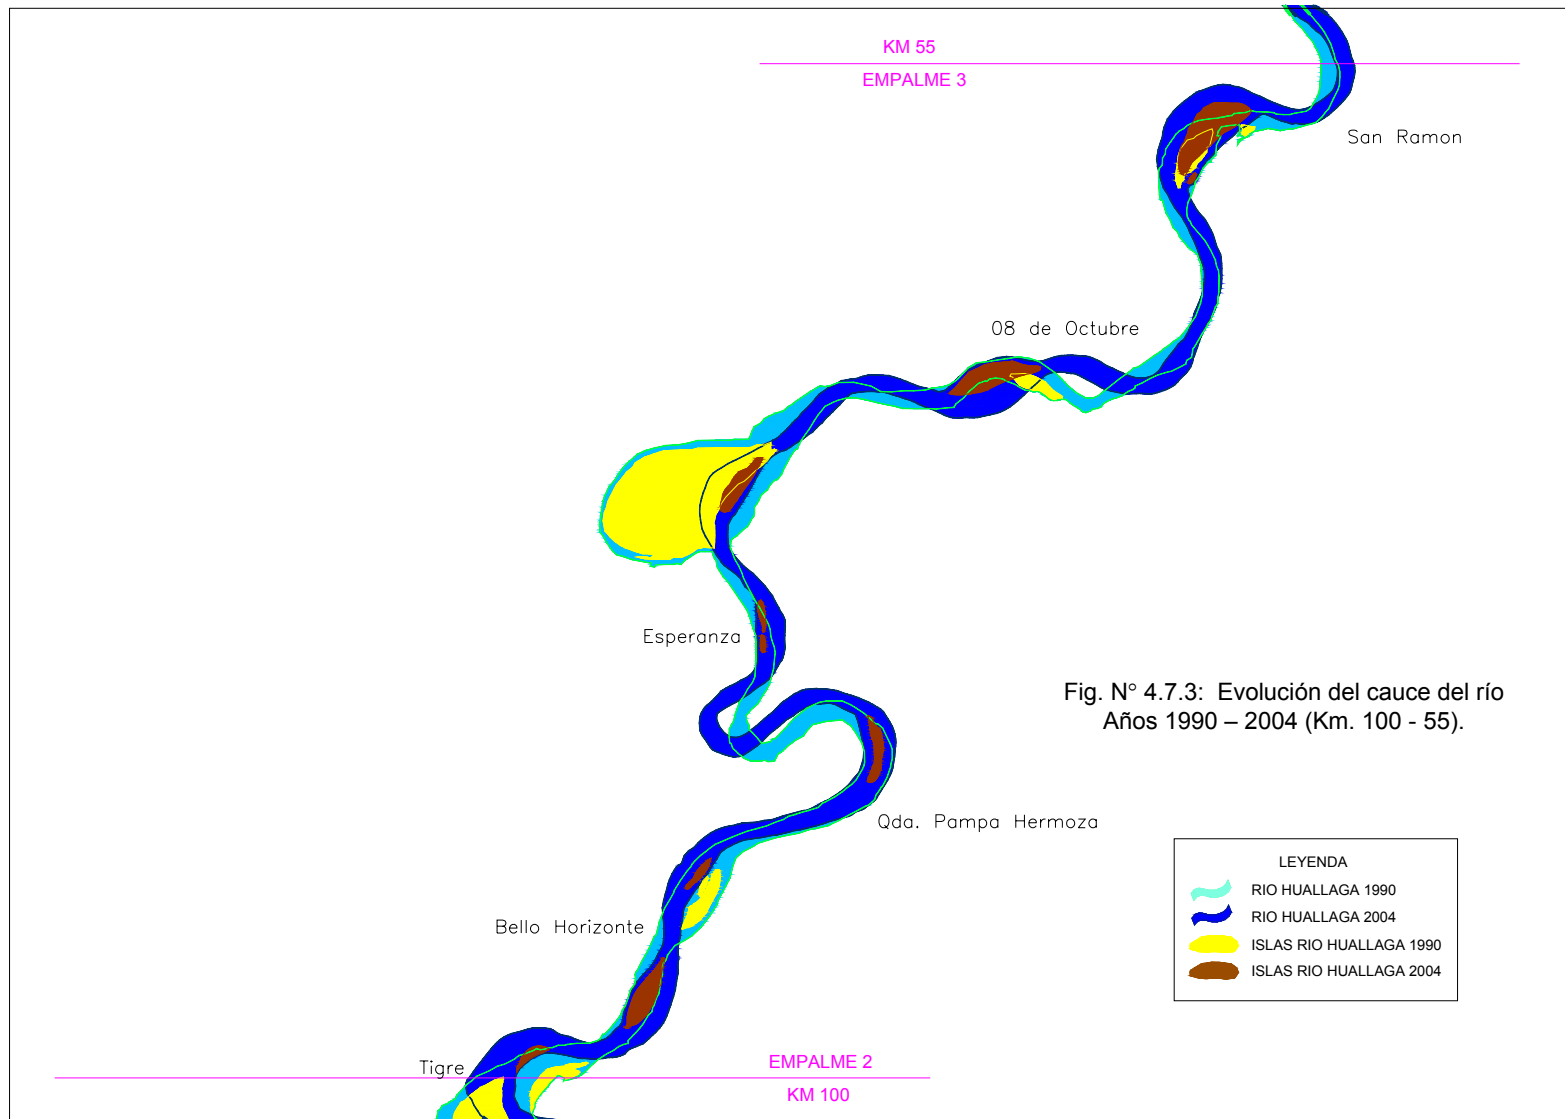 KM 55
EMPALME 3
San Ramon
08 de Octubre
Esperanza
Fig. N° 4.7.3: Evolución del cauce del río
Años 1990 – 2004 (Km. 100 - 55).
Qda. Pampa Hermoza
LEYENDA
RIO HUALLAGA 1990
RIO HUALLAGA 2004
ISLAS RIO HUALLAGA 1990
ISLAS RIO HUALLAGA 2004
Bello Horizonte
Tigre
EMPALME 2
KM 100